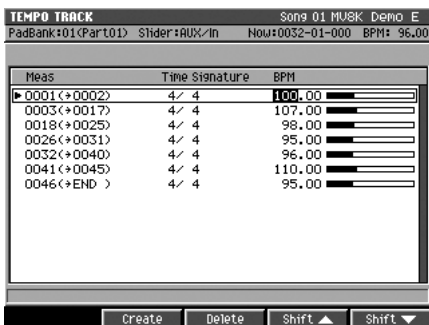 TEMPO TRACK Song 01 MV8K Demo E
PadBank:01(Part01) Slider:AUX/In Now:0032-01-000 BPM: 96.00
Meas Time Signature BPM
▶0001(→0002) 4/ 4 100.00
0003(→0017) 4/ 4 107.00
0018(→0025) 4/ 4 98.00
0026(→0031) 4/ 4 95.00
0032(→0040) 4/ 4 96.00
0041(→0045) 4/ 4 110.00
0046(→END ) 4/ 4 95.00
Create Delete Shift ▲ Shift ▼